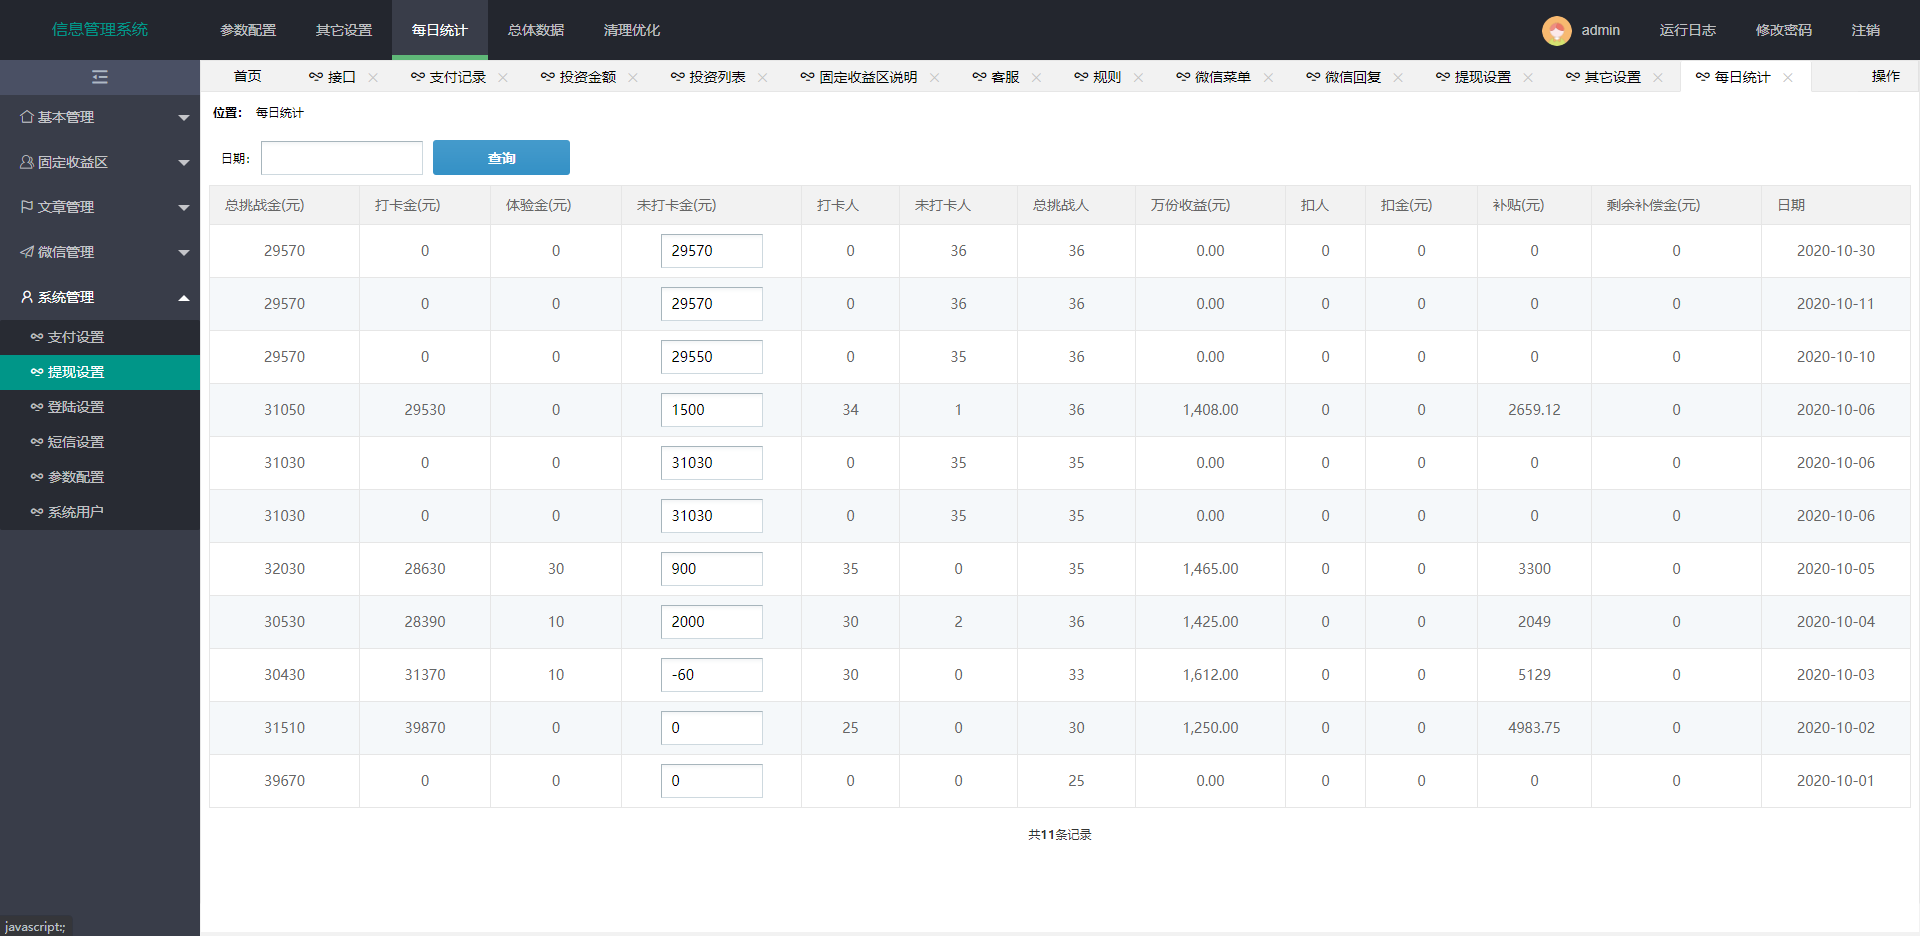 信息管理系统 参数配置 其它设置 每日统计 总体数据 清理优化 admin 运行日志 修改密码 注销
首页 接口 支付记录 投资金额 投资列表 固定收益区说明 客服 规则 微信菜单 微信回复 提现设置 其它设置 每日统计 操作
基本管理
固定收益区
文章管理
微信管理
系统管理
支付设置
提现设置
登陆设置
短信设置
参数配置
系统用户
位置： 每日统计
日期： 查询
总挑战金(元) 打卡金(元) 体验金(元) 未打卡金(元) 打卡人 未打卡人 总挑战人 万份收益(元) 扣人 扣金(元) 补贴(元) 剩余补偿金(元) 日期
29570 0 0 29570 0 36 36 0.00 0 0 0 0 2020-10-30
29570 0 0 29570 0 36 36 0.00 0 0 0 0 2020-10-11
29570 0 0 29550 0 35 36 0.00 0 0 0 0 2020-10-10
31050 29530 0 1500 34 1 36 1,408.00 0 0 2659.12 0 2020-10-06
31030 0 0 31030 0 35 35 0.00 0 0 0 0 2020-10-06
31030 0 0 31030 0 35 35 0.00 0 0 0 0 2020-10-06
32030 28630 30 900 35 0 35 1,465.00 0 0 3300 0 2020-10-05
30530 28390 10 2000 30 2 36 1,425.00 0 0 2049 0 2020-10-04
30430 31370 10 -60 30 0 33 1,612.00 0 0 5129 0 2020-10-03
31510 39870 0 0 25 0 30 1,250.00 0 0 4983.75 0 2020-10-02
39670 0 0 0 0 0 25 0.00 0 0 0 0 2020-10-01
共11条记录
javascript:;